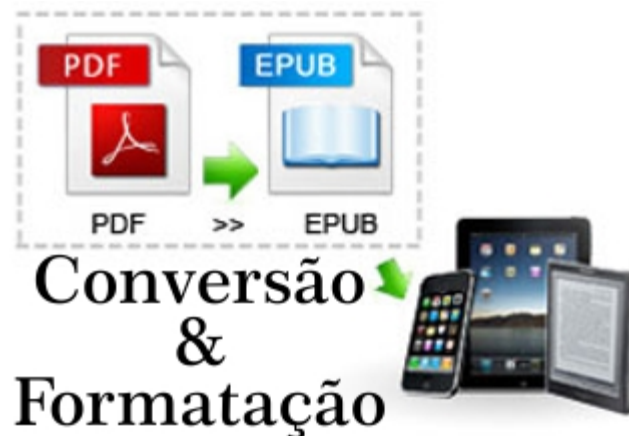 PDF EPUB
PDF >> EPUB
Conversão
&
Formatação